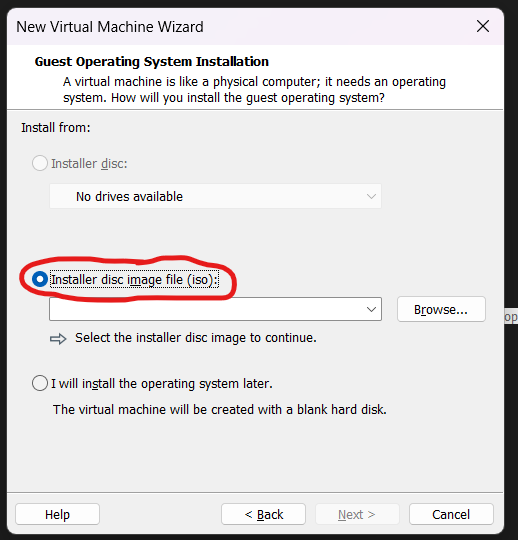 New Virtual Machine Wizard
Guest Operating System Installation
A virtual machine is like a physical computer; it needs an operating
system. How will you install the guest operating system?
Install from:
Installer disc:
No drives available
Installer disc image file (iso):
Browse...
op
Select the installer disc image to continue.
I will install the operating system later.
The virtual machine will be created with a blank hard disk.
Help
< Back
Next >
Cancel